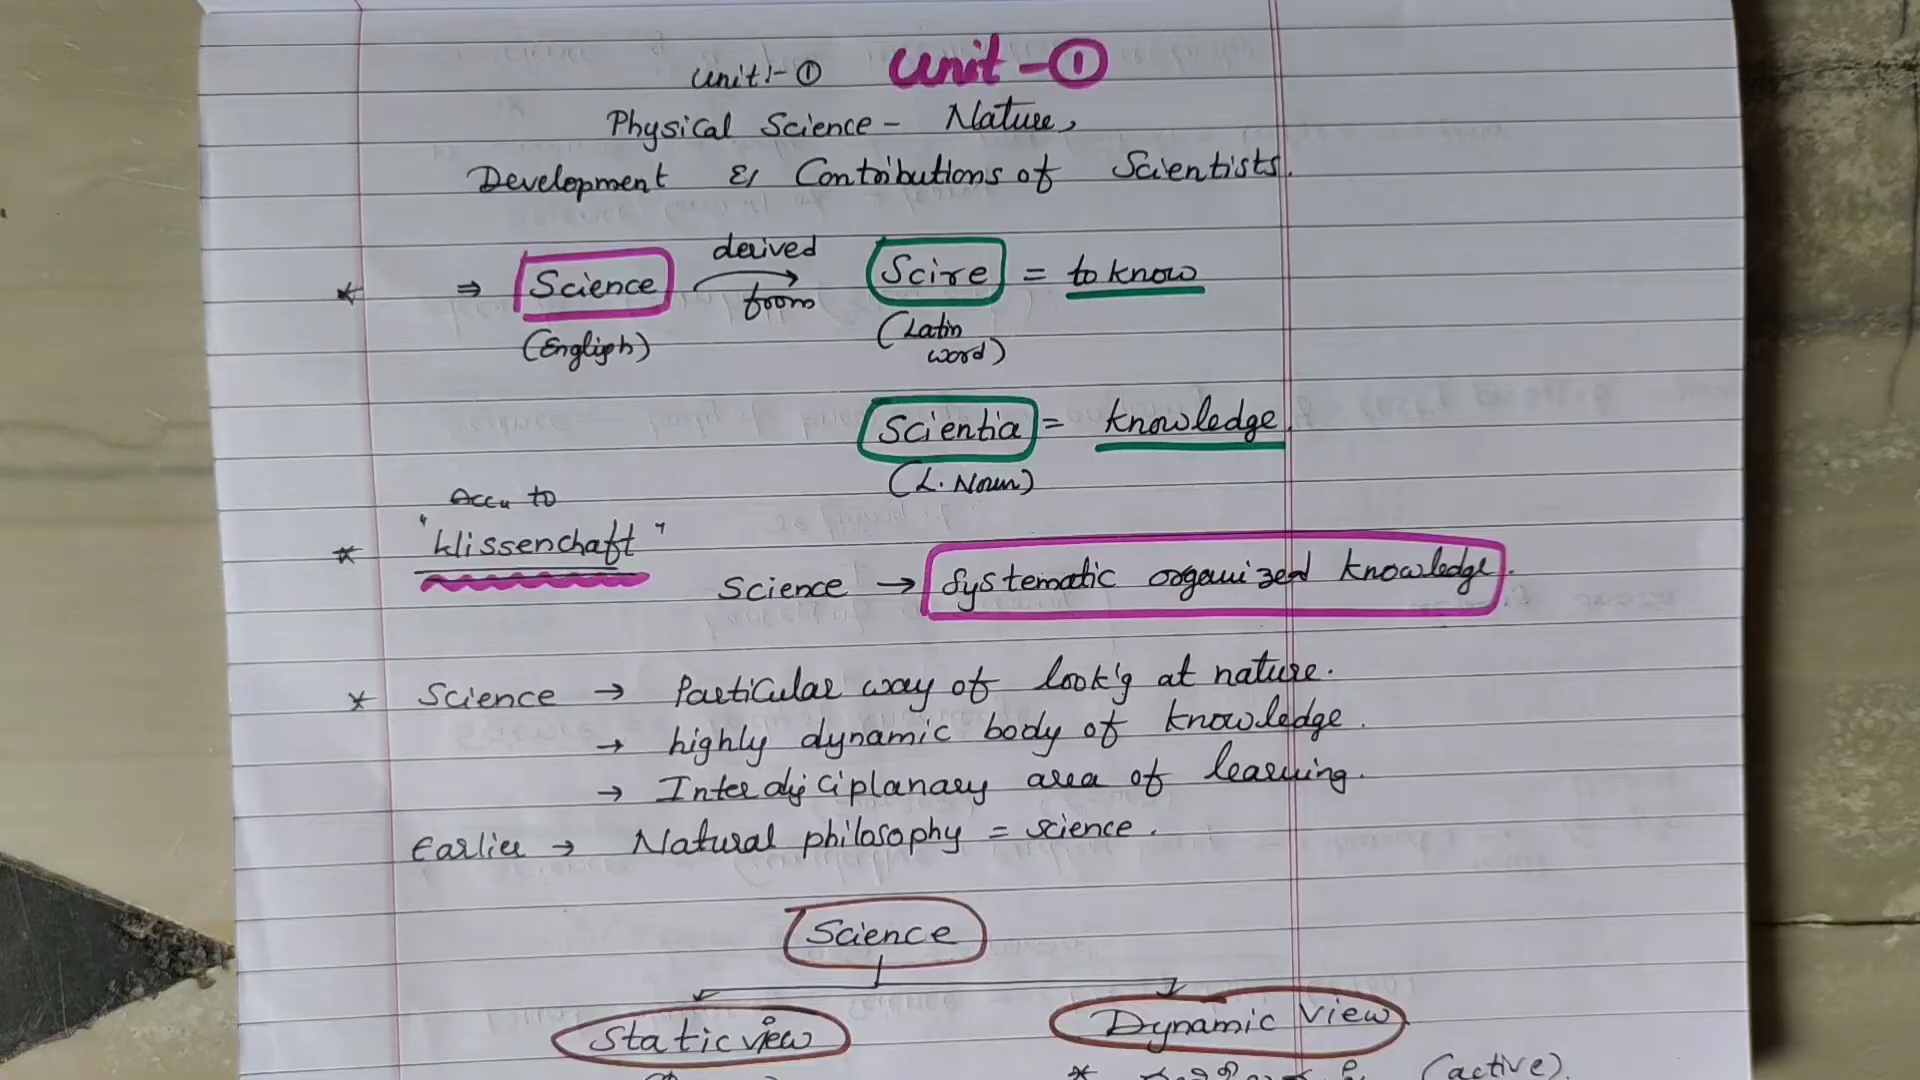 Unit:- ① Unit - ①
Physical Science - Nature,
Development & Contributions of Scientists.
* ⇒ Science derived from Scire = to know
(English) (Latin word)
Scientia = knowledge.
(L. Noun)
Accu to
* "Wissenchaft"
Science → Systematic organized knowledge.
* Science → Particular way of look'g at nature.
→ highly dynamic body of knowledge.
→ Interdisciplanary area of learning.
Earlier → Natural philosophy = science.
Science
Static view Dynamic View
* (active).